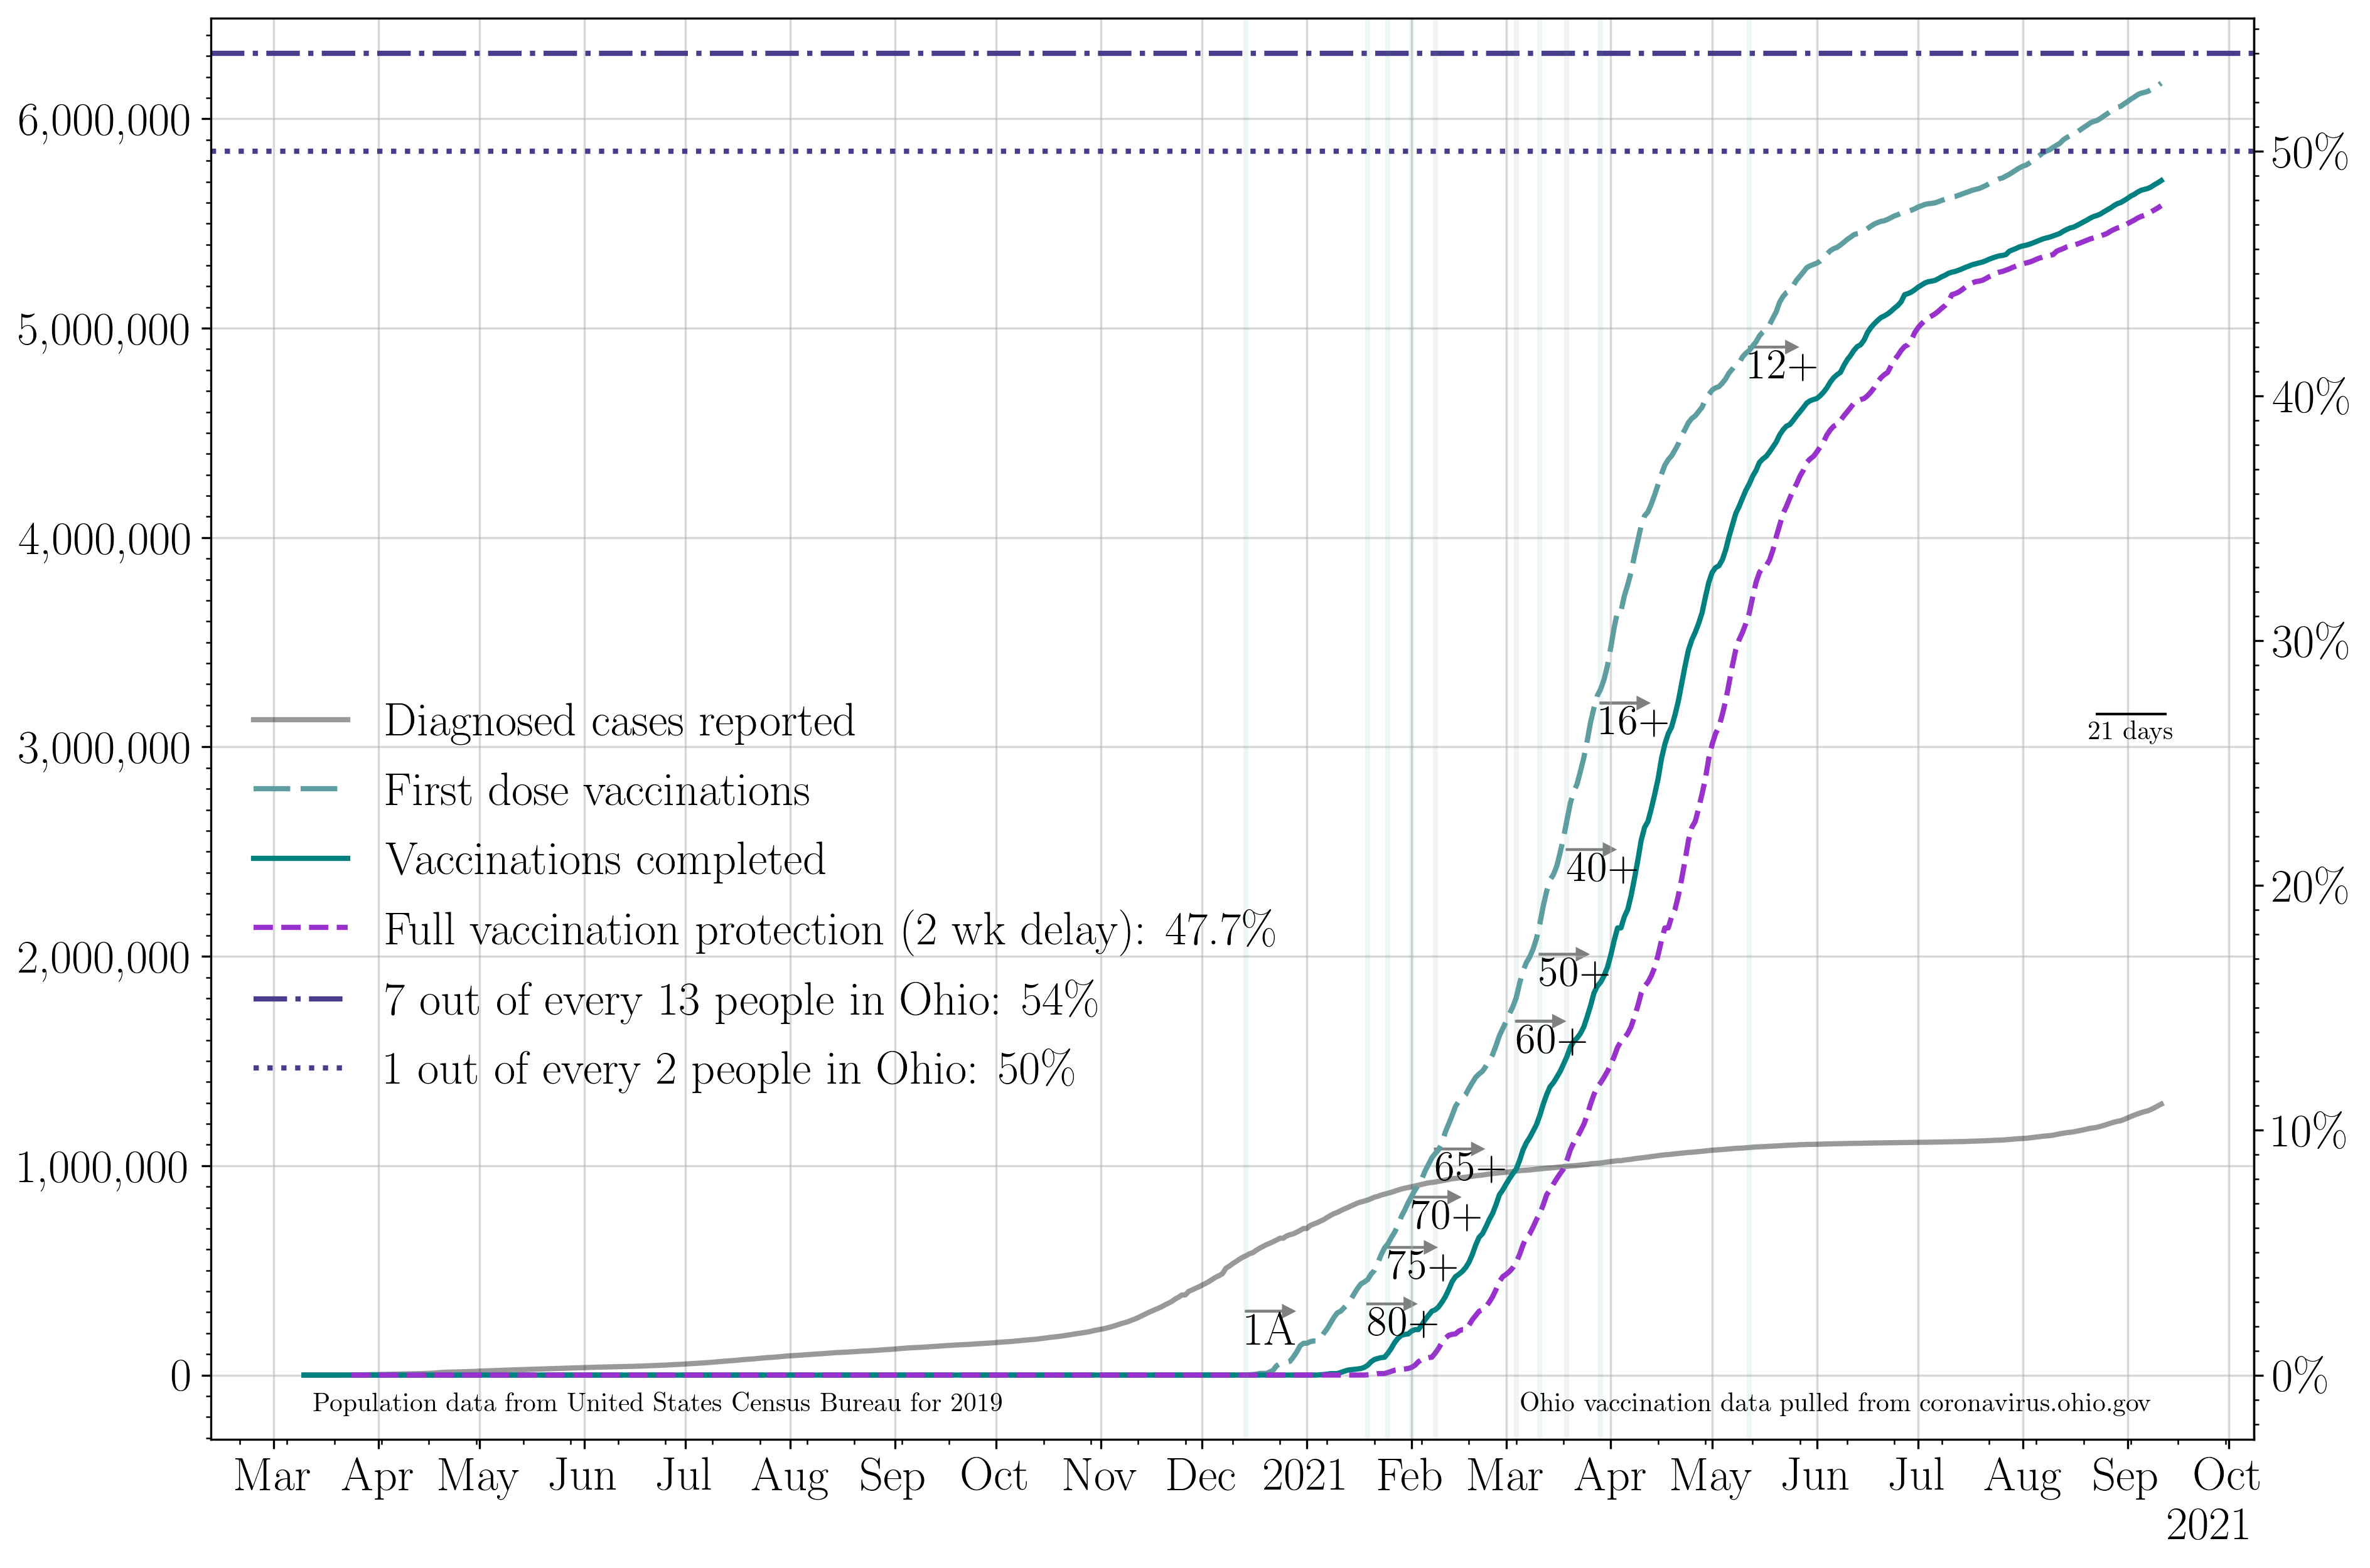 6,000,000
5,000,000
4,000,000
3,000,000
2,000,000
1,000,000
0
50%
40%
30%
20%
10%
0%
Diagnosed cases reported
First dose vaccinations
Vaccinations completed
Full vaccination protection (2 wk delay): 47.7%
7 out of every 13 people in Ohio: 54%
1 out of every 2 people in Ohio: 50%
12+
16+
40+
50+
60+
65+
70+
75+
80+
1A
21 days
Population data from United States Census Bureau for 2019
Ohio vaccination data pulled from coronavirus.ohio.gov
Mar Apr May Jun Jul Aug Sep Oct Nov Dec 2021 Feb Mar Apr May Jun Jul Aug Sep Oct
2021